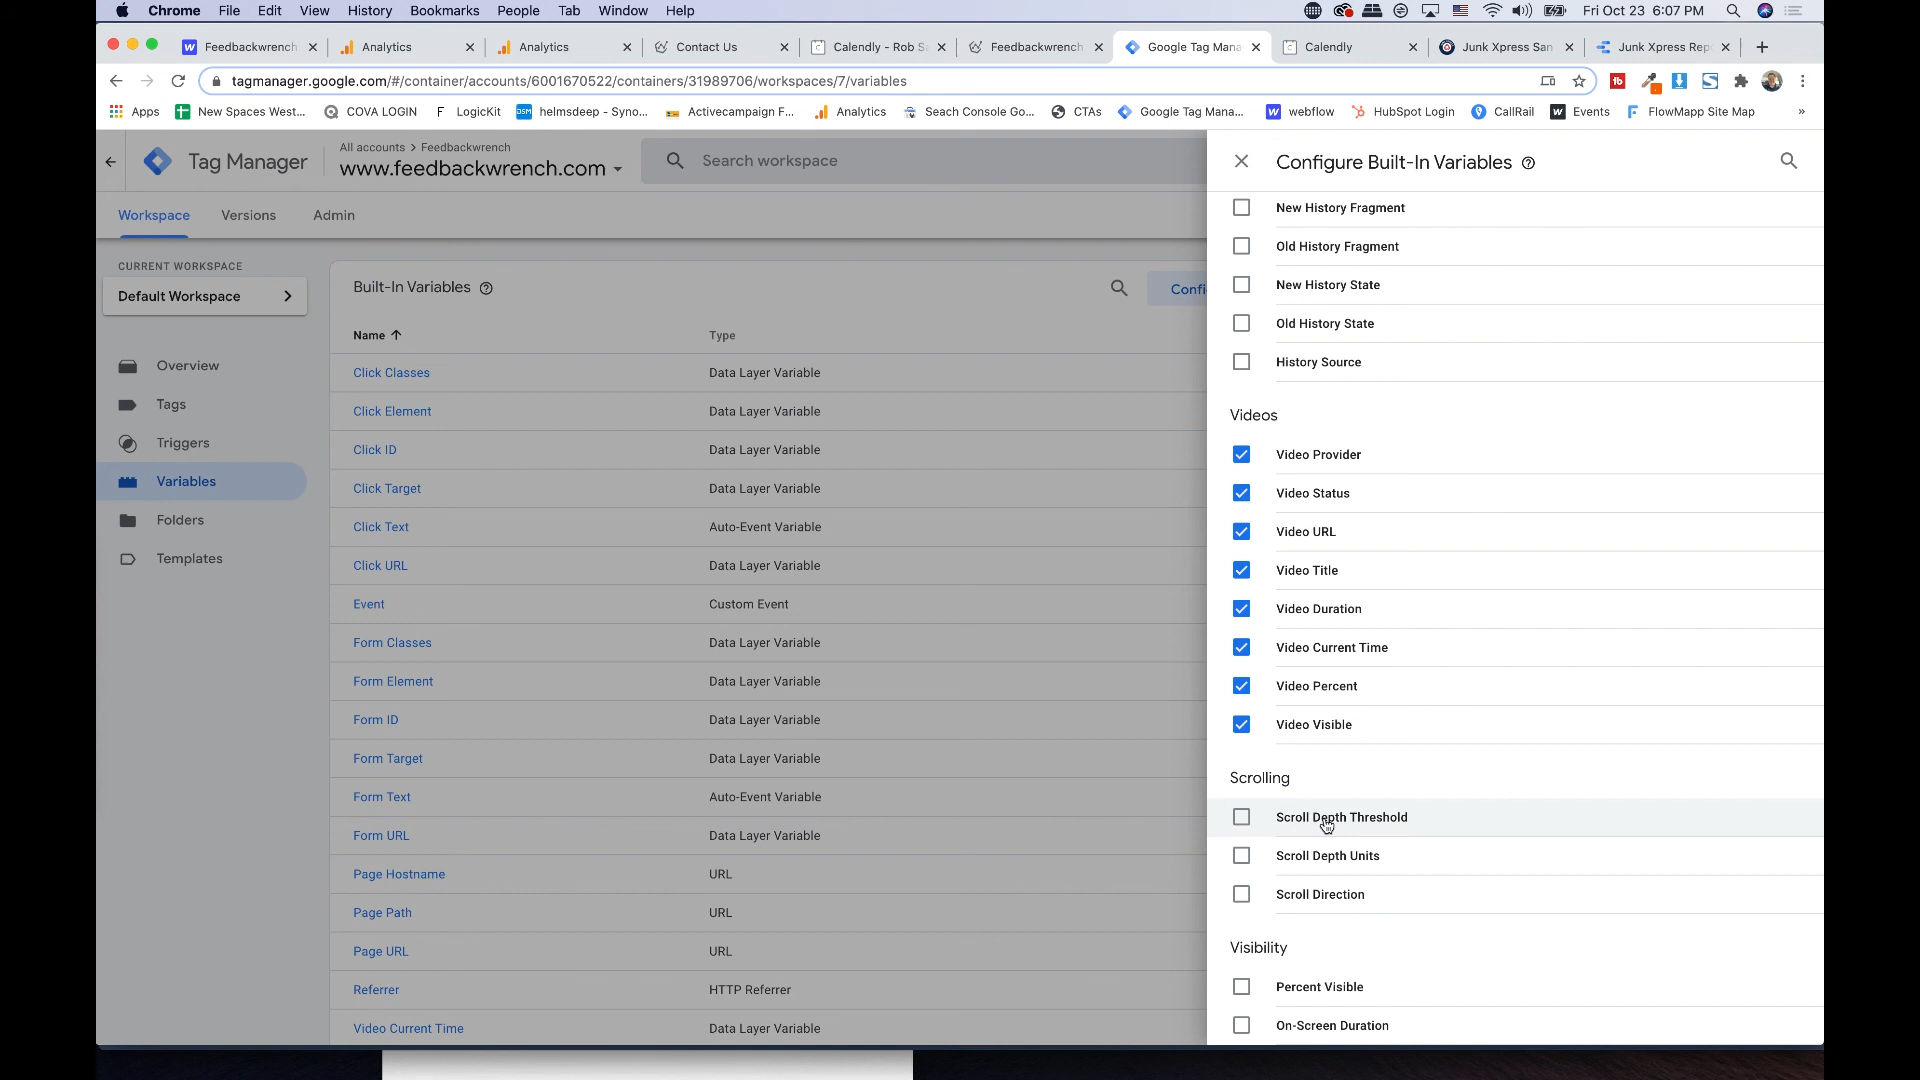 Chrome File Edit View History Bookmarks People Tab Window Help Fri Oct 23 6:07 PM
Feedbackwrench Analytics Analytics Contact Us Calendly - Rob S Feedbackwrench Google Tag Mana Calendly Junk Xpress San Junk Xpress Rep
tagmanager.google.com/#/container/accounts/6001670522/containers/31989706/workspaces/7/variables
Apps New Spaces West... COVA LOGIN LogicKit helmsdeep - Syno... Activecampaign F... Analytics Seach Console Go... CTAs Google Tag Mana... webflow HubSpot Login CallRail Events FlowMapp Site Map »
Tag Manager
All accounts > Feedbackwrench
www.feedbackwrench.com
Search workspace
Workspace Versions Admin
CURRENT WORKSPACE
Default Workspace
Overview
Tags
Triggers
Variables
Folders
Templates
Built-In Variables
Confi
Name Type
Click Classes Data Layer Variable
Click Element Data Layer Variable
Click ID Data Layer Variable
Click Target Data Layer Variable
Click Text Auto-Event Variable
Click URL Data Layer Variable
Event Custom Event
Form Classes Data Layer Variable
Form Element Data Layer Variable
Form ID Data Layer Variable
Form Target Data Layer Variable
Form Text Auto-Event Variable
Form URL Data Layer Variable
Page Hostname URL
Page Path URL
Page URL URL
Referrer HTTP Referrer
Video Current Time Data Layer Variable
Configure Built-In Variables
New History Fragment
Old History Fragment
New History State
Old History State
History Source
Videos
Video Provider
Video Status
Video URL
Video Title
Video Duration
Video Current Time
Video Percent
Video Visible
Scrolling
Scroll Depth Threshold
Scroll Depth Units
Scroll Direction
Visibility
Percent Visible
On-Screen Duration